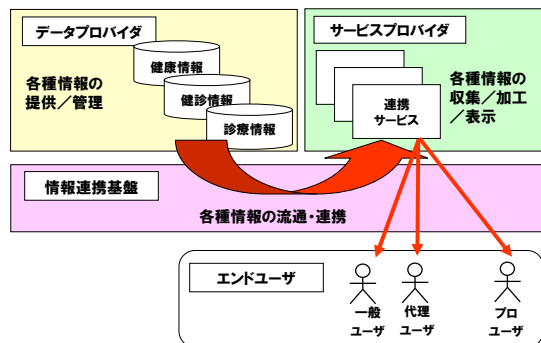 データプロバイダ
健康情報
健診情報
診療情報
各種情報の
提供／管理
サービスプロバイダ
連携
サービス
各種情報の
収集／加工
／表示
情報連携基盤
各種情報の流通・連携
エンドユーザ
一般
ユーザ
代理
ユーザ
プロ
ユーザ